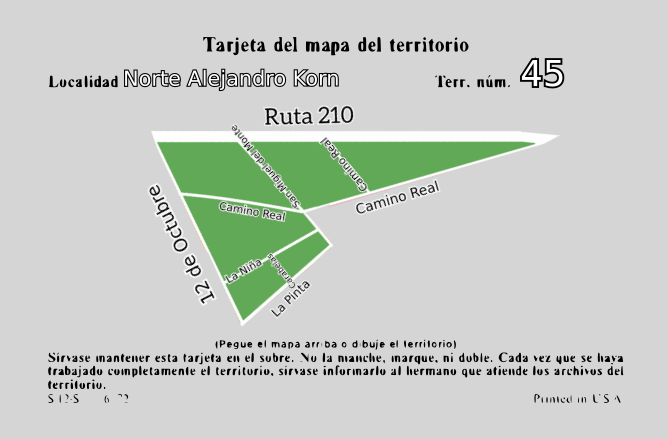 Tarjeta del mapa del territorio
Localidad Norte Alejandro Korn Terr. núm. 45
Ruta 210
San Miguel del Monte
Camino Real
Camino Real
Camino Real
12 de Octubre
La Niña
Carabelas
La Pinta
(Pegue el mapa arriba o dibuje el territorio)
Sírvase mantener esta tarjeta en el sobre. No la manche, marque, ni doble. Cada vez que se haya
trabajado completamente el territorio, sírvase informarlo al hermano que atiende los archivos del
territorio.
S-12-S 6-72 Printed in U.S.A.